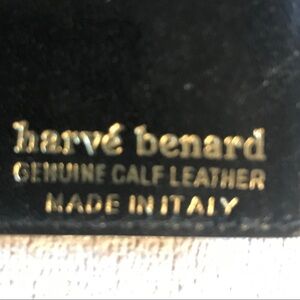 harvé benard
GENUINE CALF LEATHER
MADE IN ITALY